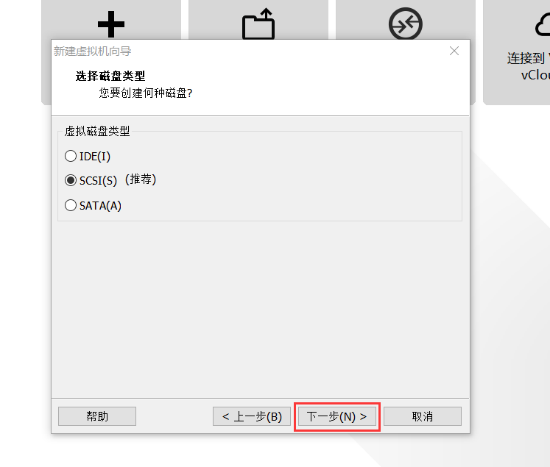 连接到
vClou
新建虚拟机向导
选择磁盘类型
您要创建何种磁盘?
虚拟磁盘类型
IDE(I)
SCSI(S) (推荐)
SATA(A)
帮助
< 上一步(B)
下一步(N) >
取消